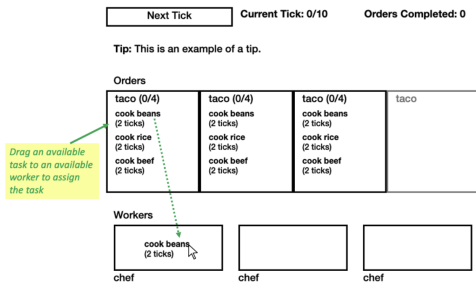 Next Tick
Current Tick: 0/10
Orders Completed: 0
Tip: This is an example of a tip.
Orders
taco (0/4)
cook beans
(2 ticks)
cook rice
(2 ticks)
cook beef
(2 ticks)
taco (0/4)
cook beans
(2 ticks)
cook rice
(2 ticks)
cook beef
(2 ticks)
taco (0/4)
cook beans
(2 ticks)
cook rice
(2 ticks)
cook beef
(2 ticks)
taco
Drag an available
task to an available
worker to assign
the task
Workers
cook beans
(2 ticks)
chef
chef
chef